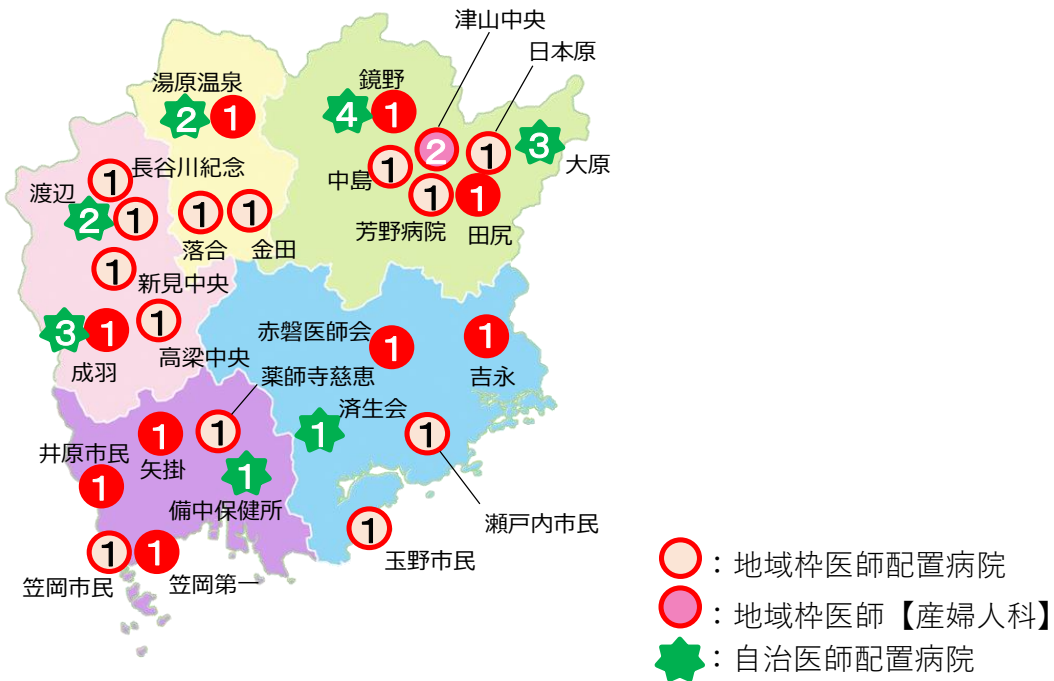 津山中央
日本原
湯原温泉
2
1
鏡野
4
1
2
1
3
大原
中島
1
芳野病院
1
1
田尻
長谷川紀念
1
渡辺
2
1
1
落合
1
金田
1
新見中央
3
1
成羽
1
高梁中央
赤磐医師会
1
1
吉永
薬師寺慈恵
1
済生会
1
1
瀬戸内市民
井原市民
1
1
矢掛
1
備中保健所
1
玉野市民
1
笠岡市民
1
笠岡第一
:地域枠医師配置病院
:地域枠医師【産婦人科】
:自治医師配置病院